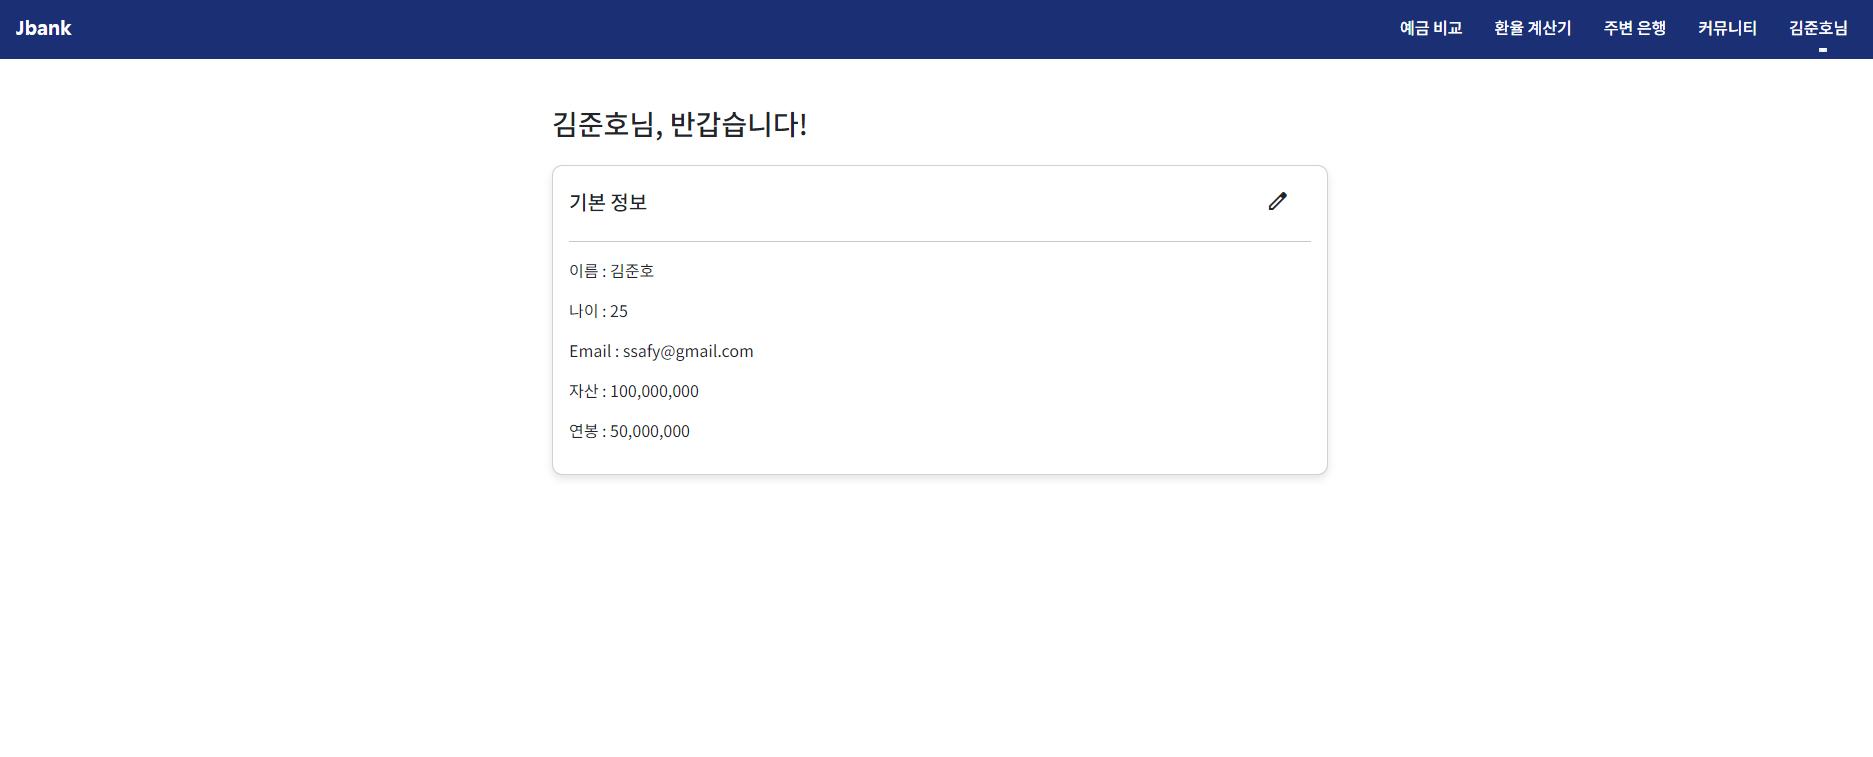 Jbank
예금 비교 환율 계산기 주변 은행 커뮤니티 김준호님
김준호님, 반갑습니다!
기본 정보
이름 : 김준호
나이 : 25
Email : ssafy@gmail.com
자산 : 100,000,000
연봉 : 50,000,000